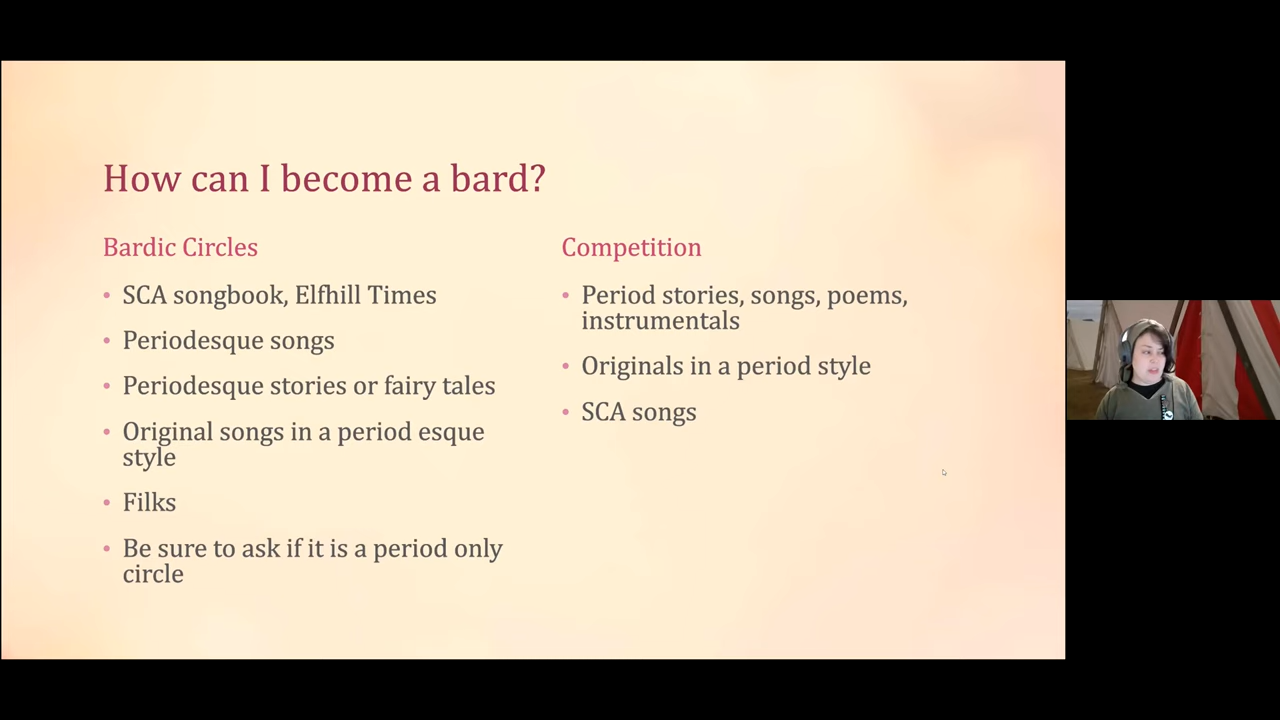 How can I become a bard?
Bardic Circles
• SCA songbook, Elfhill Times
• Periodesque songs
• Periodesque stories or fairy tales
• Original songs in a period esque
style
• Filks
• Be sure to ask if it is a period only
circle
Competition
• Period stories, songs, poems,
instrumentals
• Originals in a period style
• SCA songs